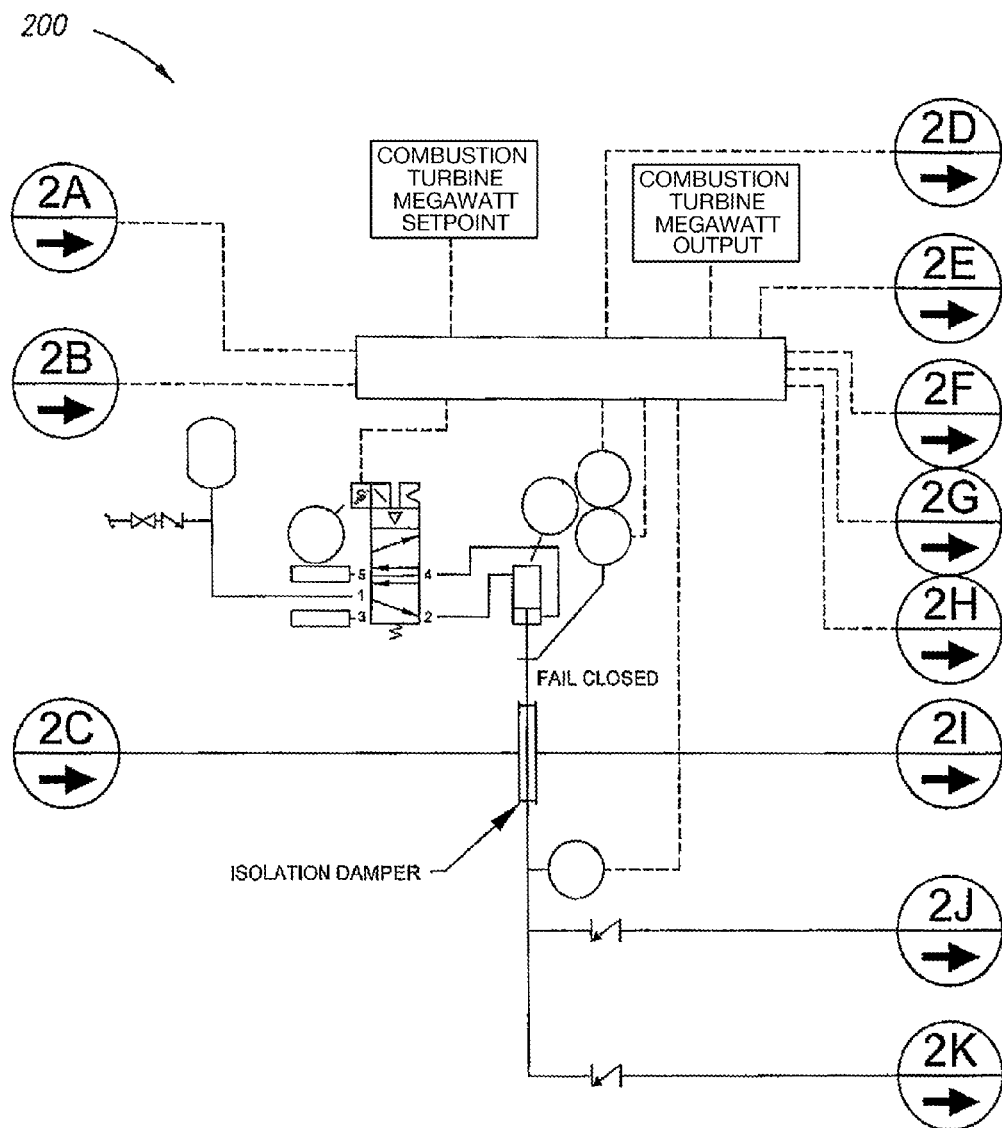 200
2A
2B
2C
COMBUSTION
TURBINE
MEGAWATT
SETPOINT
COMBUSTION
TURBINE
MEGAWATT
OUTPUT
2D
2E
2F
2G
2H
2I
2J
2K
S
5
4
1
3
2
FAIL CLOSED
ISOLATION DAMPER